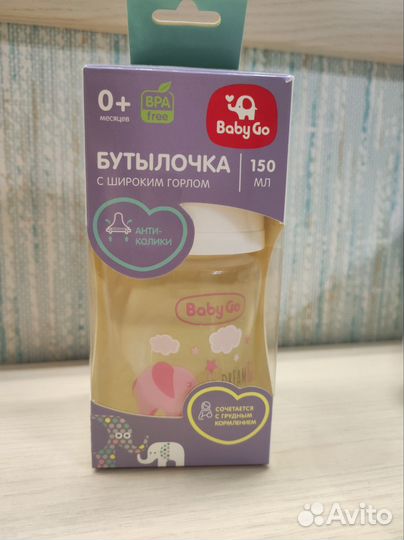 0+
месяцев
BPA
free
Baby Go
БУТЫЛОЧКА
С ШИРОКИМ ГОРЛОМ
150
МЛ
АНТИ-
КОЛИКИ
Baby Go
DREAM
СОЧЕТАЕТСЯ
С ГРУДНЫМ
КОРМЛЕНИЕМ
Avito